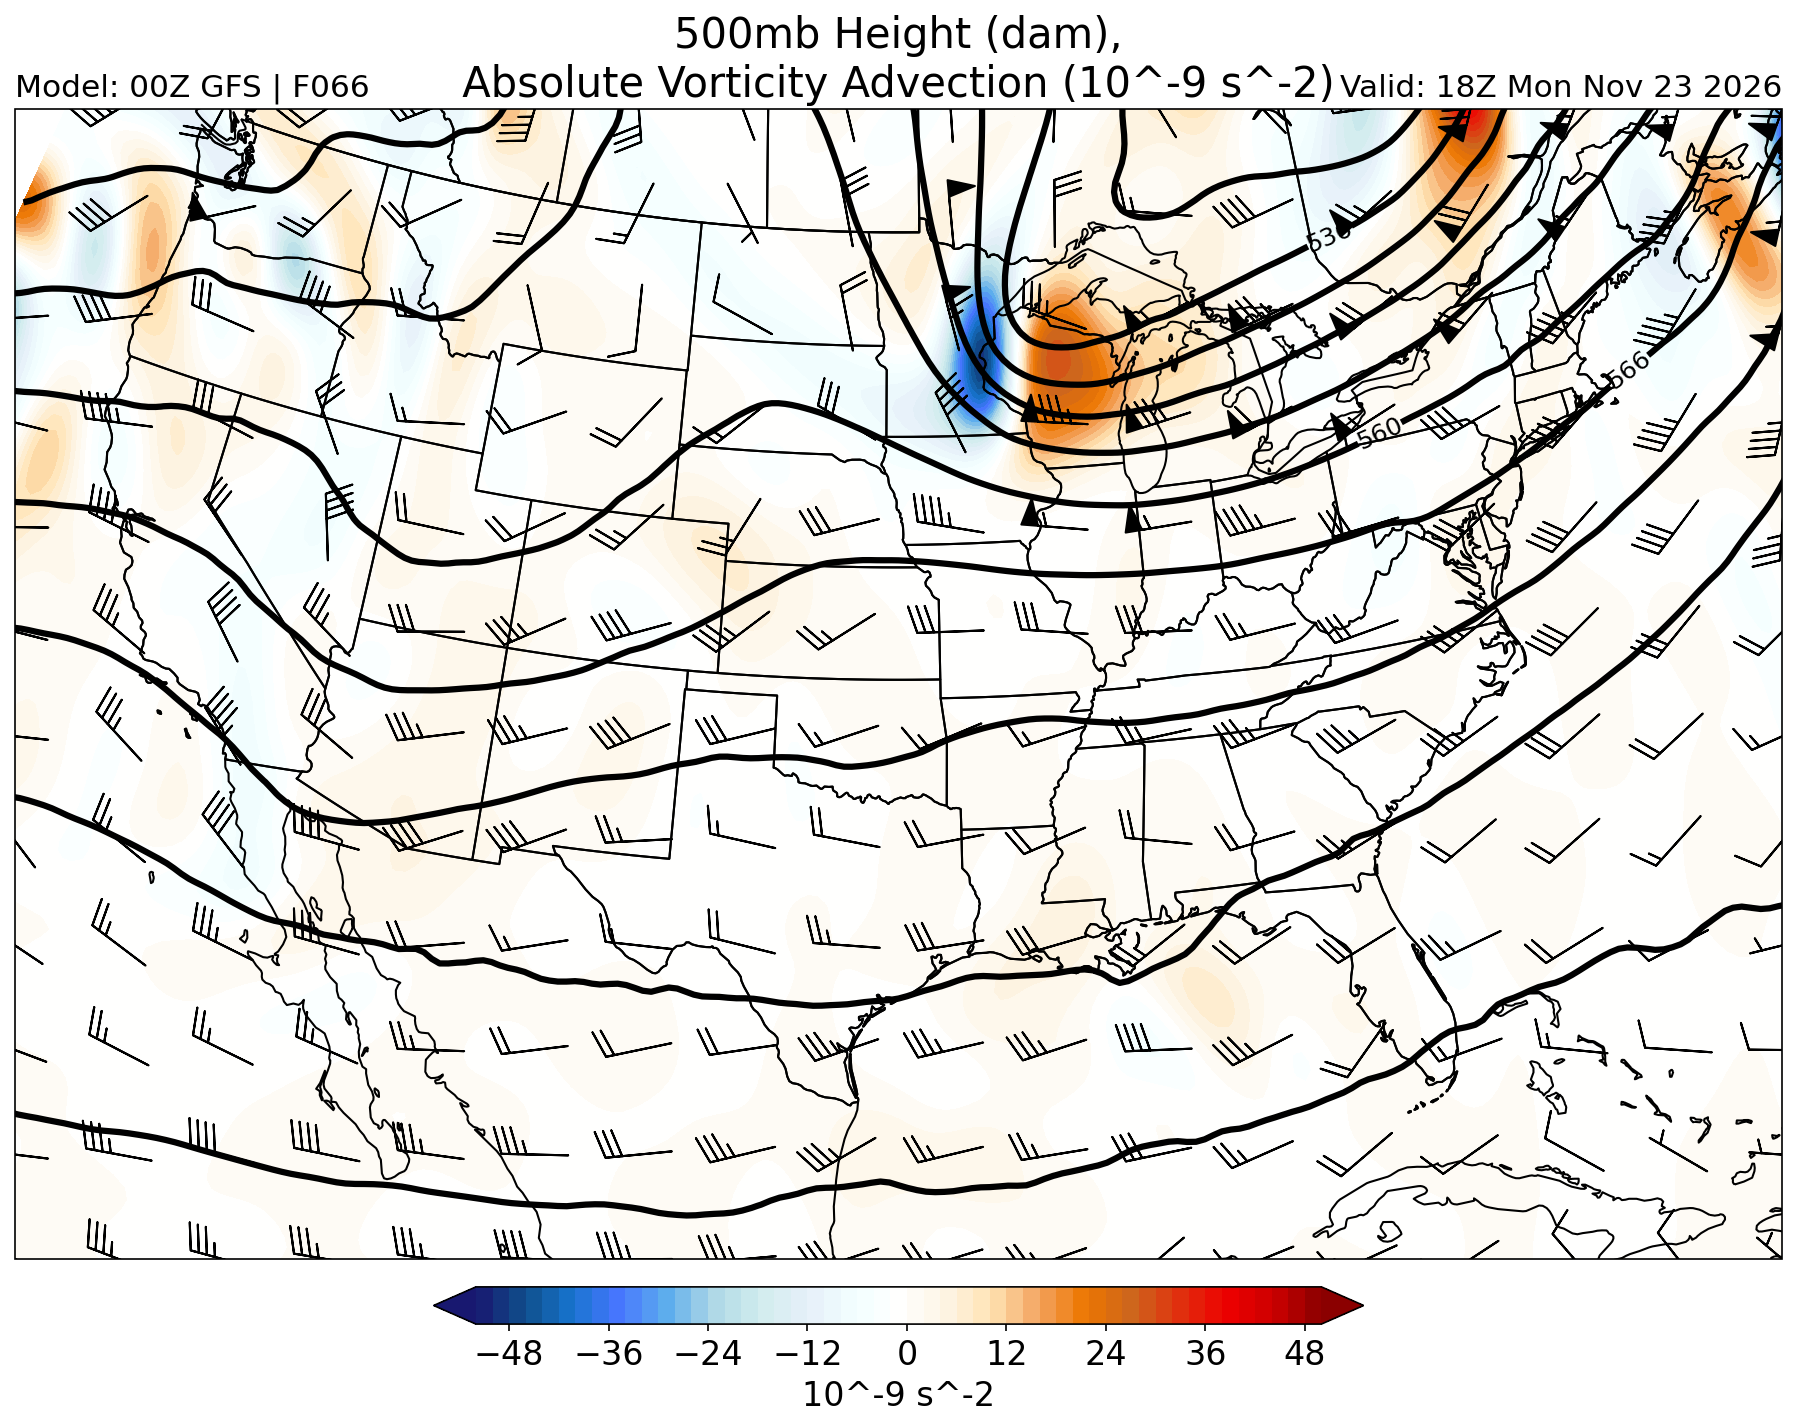 500mb Height (dam),
Model: 00Z GFS | F066
Absolute Vorticity Advection (10^-9 s^-2)
Valid: 18Z Mon Nov 23 2026
536
566
560
−48 −36 −24 −12 0 12 24 36 48
10^-9 s^-2